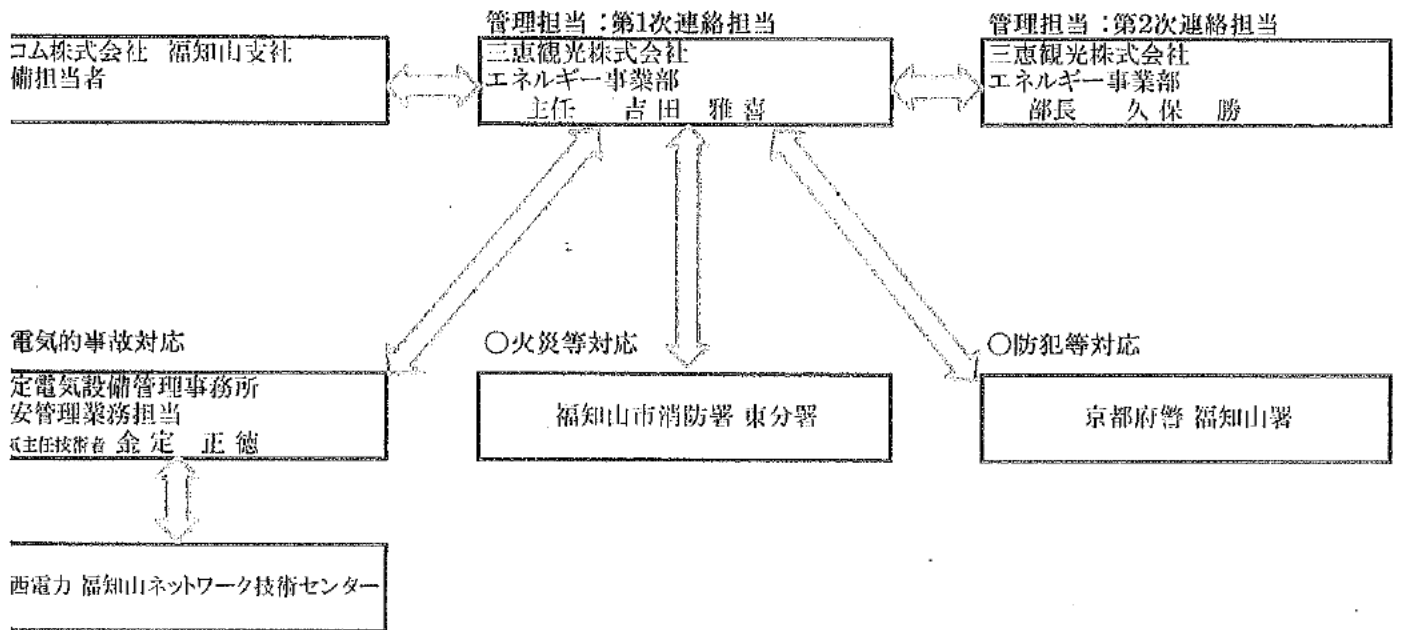 管理担当：第1次連絡担当
管理担当：第2次連絡担当
コム株式会社 福知山支社
備担当者
三恵観光株式会社
エネルギー事業部
主任 吉田 雅喜
三恵観光株式会社
エネルギー事業部
部長 久保 勝
電気的事故対応
定電気設備管理事務所
安管理業務担当
気主任技術者 金定 正徳
○火災等対応
福知山市消防署 東分署
○防犯等対応
京都府警 福知山署
西電力 福知山ネットワーク技術センター